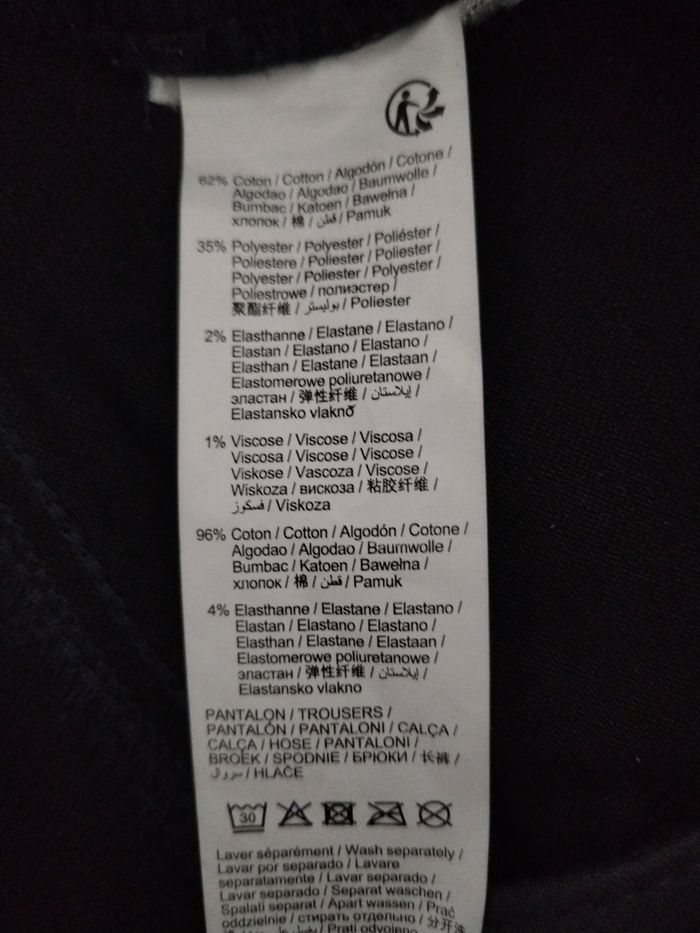 62% Coton / Cotton / Algodón / Cotone /
Algodao / Algodao / Baumwolle /
Bumbac / Katoen / Bawełna /
хлопок / 棉 / قطن / Pamuk
35% Polyester / Polyester / Poliéster /
Poliestere / Poliester / Poliester /
Polyester / Poliester / Polyester /
Poliestrowe / полиэстер /
聚酯纤维 / بوليستر / Poliester
2% Elasthanne / Elastane / Elastano /
Elastan / Elastano / Elastano /
Elasthan / Elastane / Elastaan /
Elastomerowe poliuretanowe /
эластан / 弹性纤维 / إيلاستان /
Elastansko vlakno
1% Viscose / Viscose / Viscosa /
Viscosa / Viscose / Viscose /
Viskose / Vascoza / Viscose /
Wiskoza / вискоза / 粘胶纤维 /
فسكوز / Viskoza
96% Coton / Cotton / Algodón / Cotone /
Algodao / Algodao / Baumwolle /
Bumbac / Katoen / Bawełna /
хлопок / 棉 / قطن / Pamuk
4% Elasthanne / Elastane / Elastano /
Elastan / Elastano / Elastano /
Elasthan / Elastane / Elastaan /
Elastomerowe poliuretanowe /
эластан / 弹性纤维 / إيلاستان /
Elastansko vlakno
PANTALON / TROUSERS /
PANTALÓN / PANTALONI / CALÇA /
CALÇA / HOSE / PANTALONI /
BROEK / SPODNIE / БРЮКИ / 长裤 /
سروال / HLAČE
30
Laver séparément / Wash separately /
Lavar por separado / Lavare
separatamente / Lavar separado /
Lavar separado / Separat waschen /
Spalati separat / Apart wassen / Prać
oddzielnie / стирать отдельно / 分开洗
/ Prati odvojeno